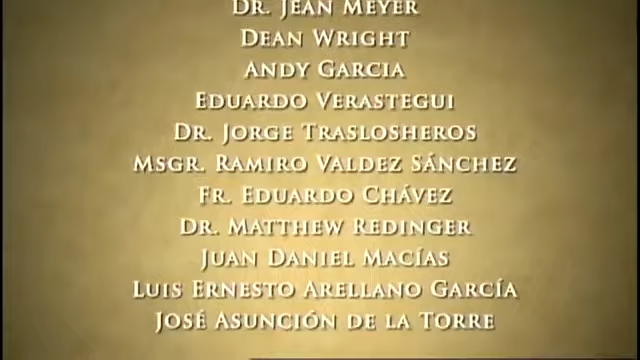 DR. JEAN MEYER
DEAN WRIGHT
ANDY GARCIA
EDUARDO VERASTEGUI
DR. JORGE TRASLOSHEROS
MSGR. RAMIRO VALDEZ SÁNCHEZ
FR. EDUARDO CHÁVEZ
DR. MATTHEW REDINGER
JUAN DANIEL MACÍAS
LUIS ERNESTO ARELLANO GARCÍA
JOSÉ ASUNCIÓN DE LA TORRE